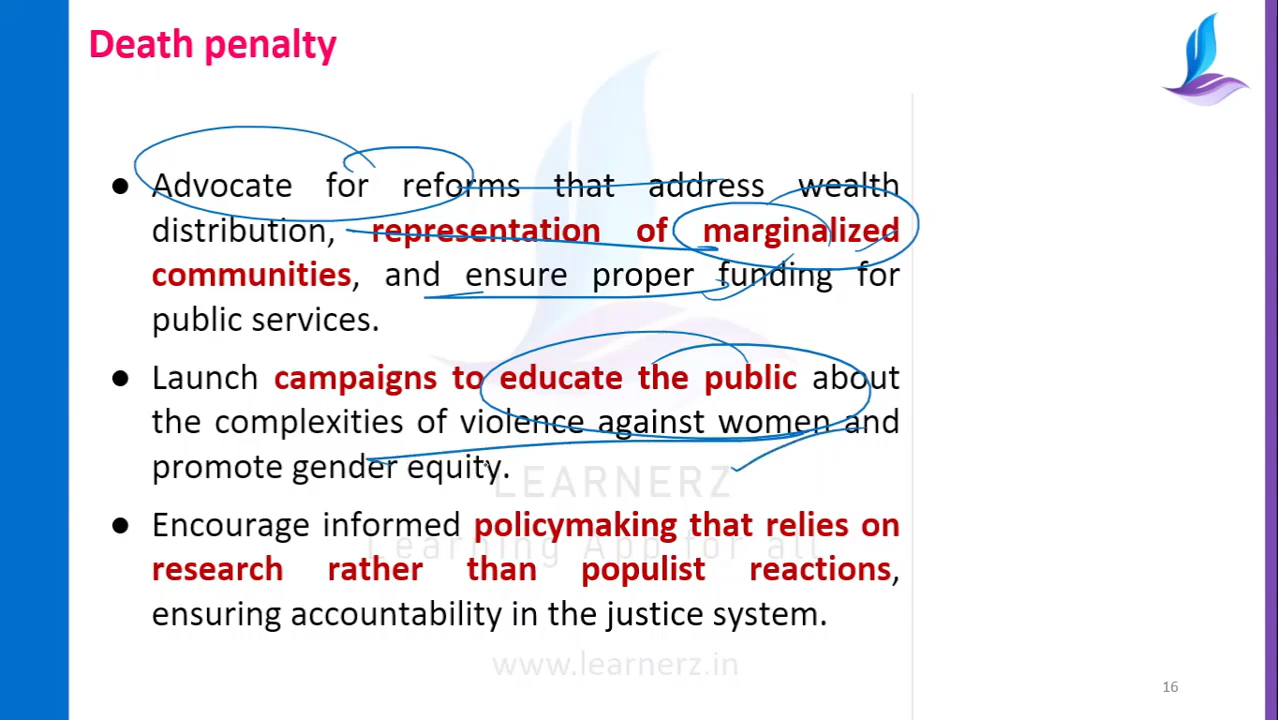 Death penalty
● Advocate for reforms that address wealth
distribution, representation of marginalized
communities, and ensure proper funding for
public services.
● Launch campaigns to educate the public about
the complexities of violence against women and
promote gender equity.
LEARNERZ
● Encourage informed policymaking that relies on
Learning App for all
research rather than populist reactions,
ensuring accountability in the justice system.
www.learnerz.in
16